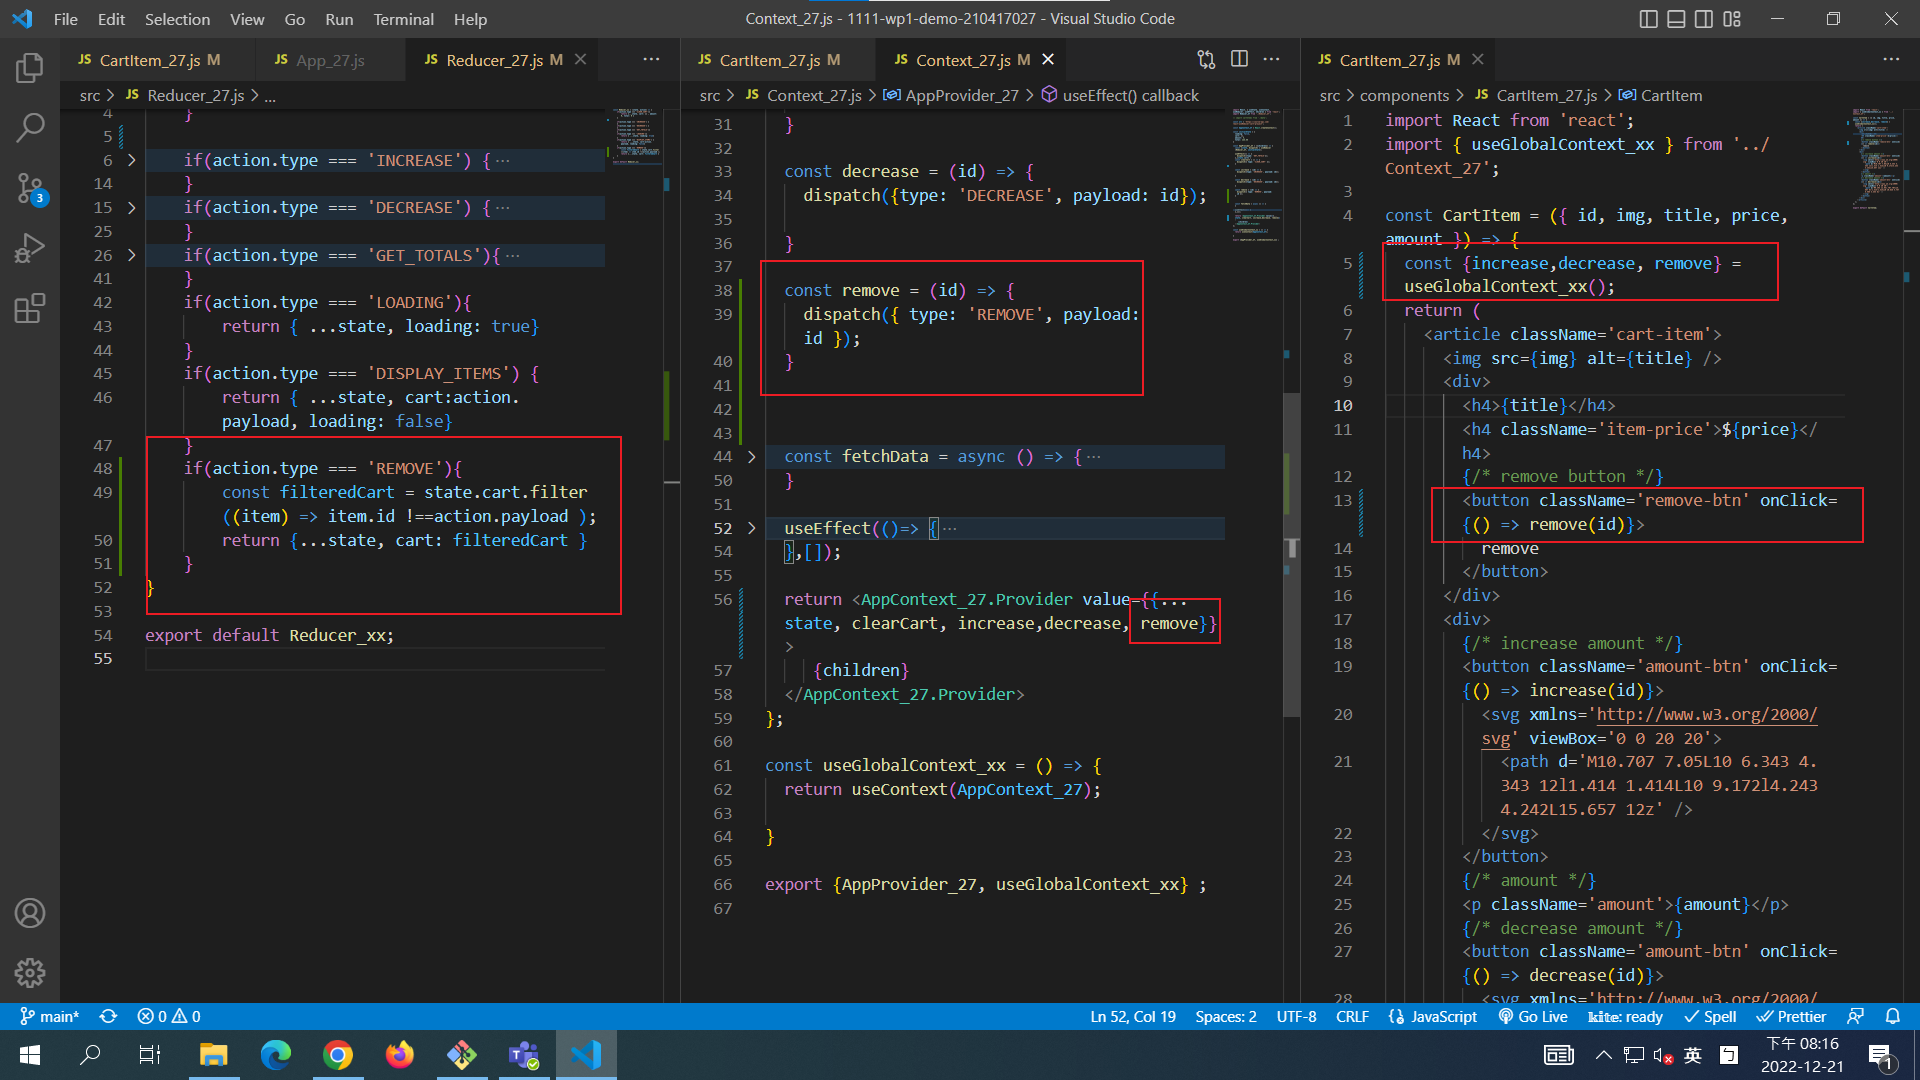 File Edit Selection View Go Run Terminal Help
Context_27.js - 1111-wp1-demo-210417027 - Visual Studio Code
JS CartItem_27.js M
JS App_27.js
JS Reducer_27.js M
src > JS Reducer_27.js > ...
4 }
5
6 if(action.type === 'INCREASE') {···
14 }
15 if(action.type === 'DECREASE') {···
25 }
26 if(action.type === 'GET_TOTALS'){···
41 }
42 if(action.type === 'LOADING'){
43 return { ...state, loading: true}
44 }
45 if(action.type === 'DISPLAY_ITEMS') {
46 return { ...state, cart:action.
payload, loading: false}
47 }
48 if(action.type === 'REMOVE'){
49 const filteredCart = state.cart.filter
((item) => item.id !==action.payload );
50 return {...state, cart: filteredCart }
51 }
52 }
53
54 export default Reducer_xx;
55
JS CartItem_27.js M
JS Context_27.js M
src > JS Context_27.js > AppProvider_27 > useEffect() callback
31 }
32
33 const decrease = (id) => {
34 dispatch({type: 'DECREASE', payload: id});
35
36 }
37
38 const remove = (id) => {
39 dispatch({ type: 'REMOVE', payload:
id });
40 }
41
42
43
44 const fetchData = async () => {···
50 }
51
52 useEffect(()=> {···
54 },[]);
55
56 return <AppContext_27.Provider value={{...
state, clearCart, increase,decrease, remove}}
>
57 {children}
58 </AppContext_27.Provider>
59 };
60
61 const useGlobalContext_xx = () => {
62 return useContext(AppContext_27);
63
64 }
65
66 export {AppProvider_27, useGlobalContext_xx} ;
67
JS CartItem_27.js M
src > components > JS CartItem_27.js > CartItem
1 import React from 'react';
2 import { useGlobalContext_xx } from '../
Context_27';
3
4 const CartItem = ({ id, img, title, price,
amount }) => {
5 const {increase,decrease, remove} =
useGlobalContext_xx();
6 return (
7 <article className='cart-item'>
8 <img src={img} alt={title} />
9 <div>
10 <h4>{title}</h4>
11 <h4 className='item-price'>${price}</
h4>
12 {/* remove button */}
13 <button className='remove-btn' onClick=
{() => remove(id)}>
14 remove
15 </button>
16 </div>
17 <div>
18 {/* increase amount */}
19 <button className='amount-btn' onClick=
{() => increase(id)}>
20 <svg xmlns='http://www.w3.org/2000/
svg' viewBox='0 0 20 20'>
21 <path d='M10.707 7.05L10 6.343 4.
343 12l1.414 1.414L10 9.172l4.243
4.242L15.657 12z' />
22 </svg>
23 </button>
24 {/* amount */}
25 <p className='amount'>{amount}</p>
26 {/* decrease amount */}
27 <button className='amount-btn' onClick=
{() => decrease(id)}>
28 <svg xmlns='http://www.w3.org/2000/
3
main* 0 0
Ln 52, Col 19 Spaces: 2 UTF-8 CRLF JavaScript Go Live kite: ready Spell Prettier
英
下午 08:16
2022-12-21
1